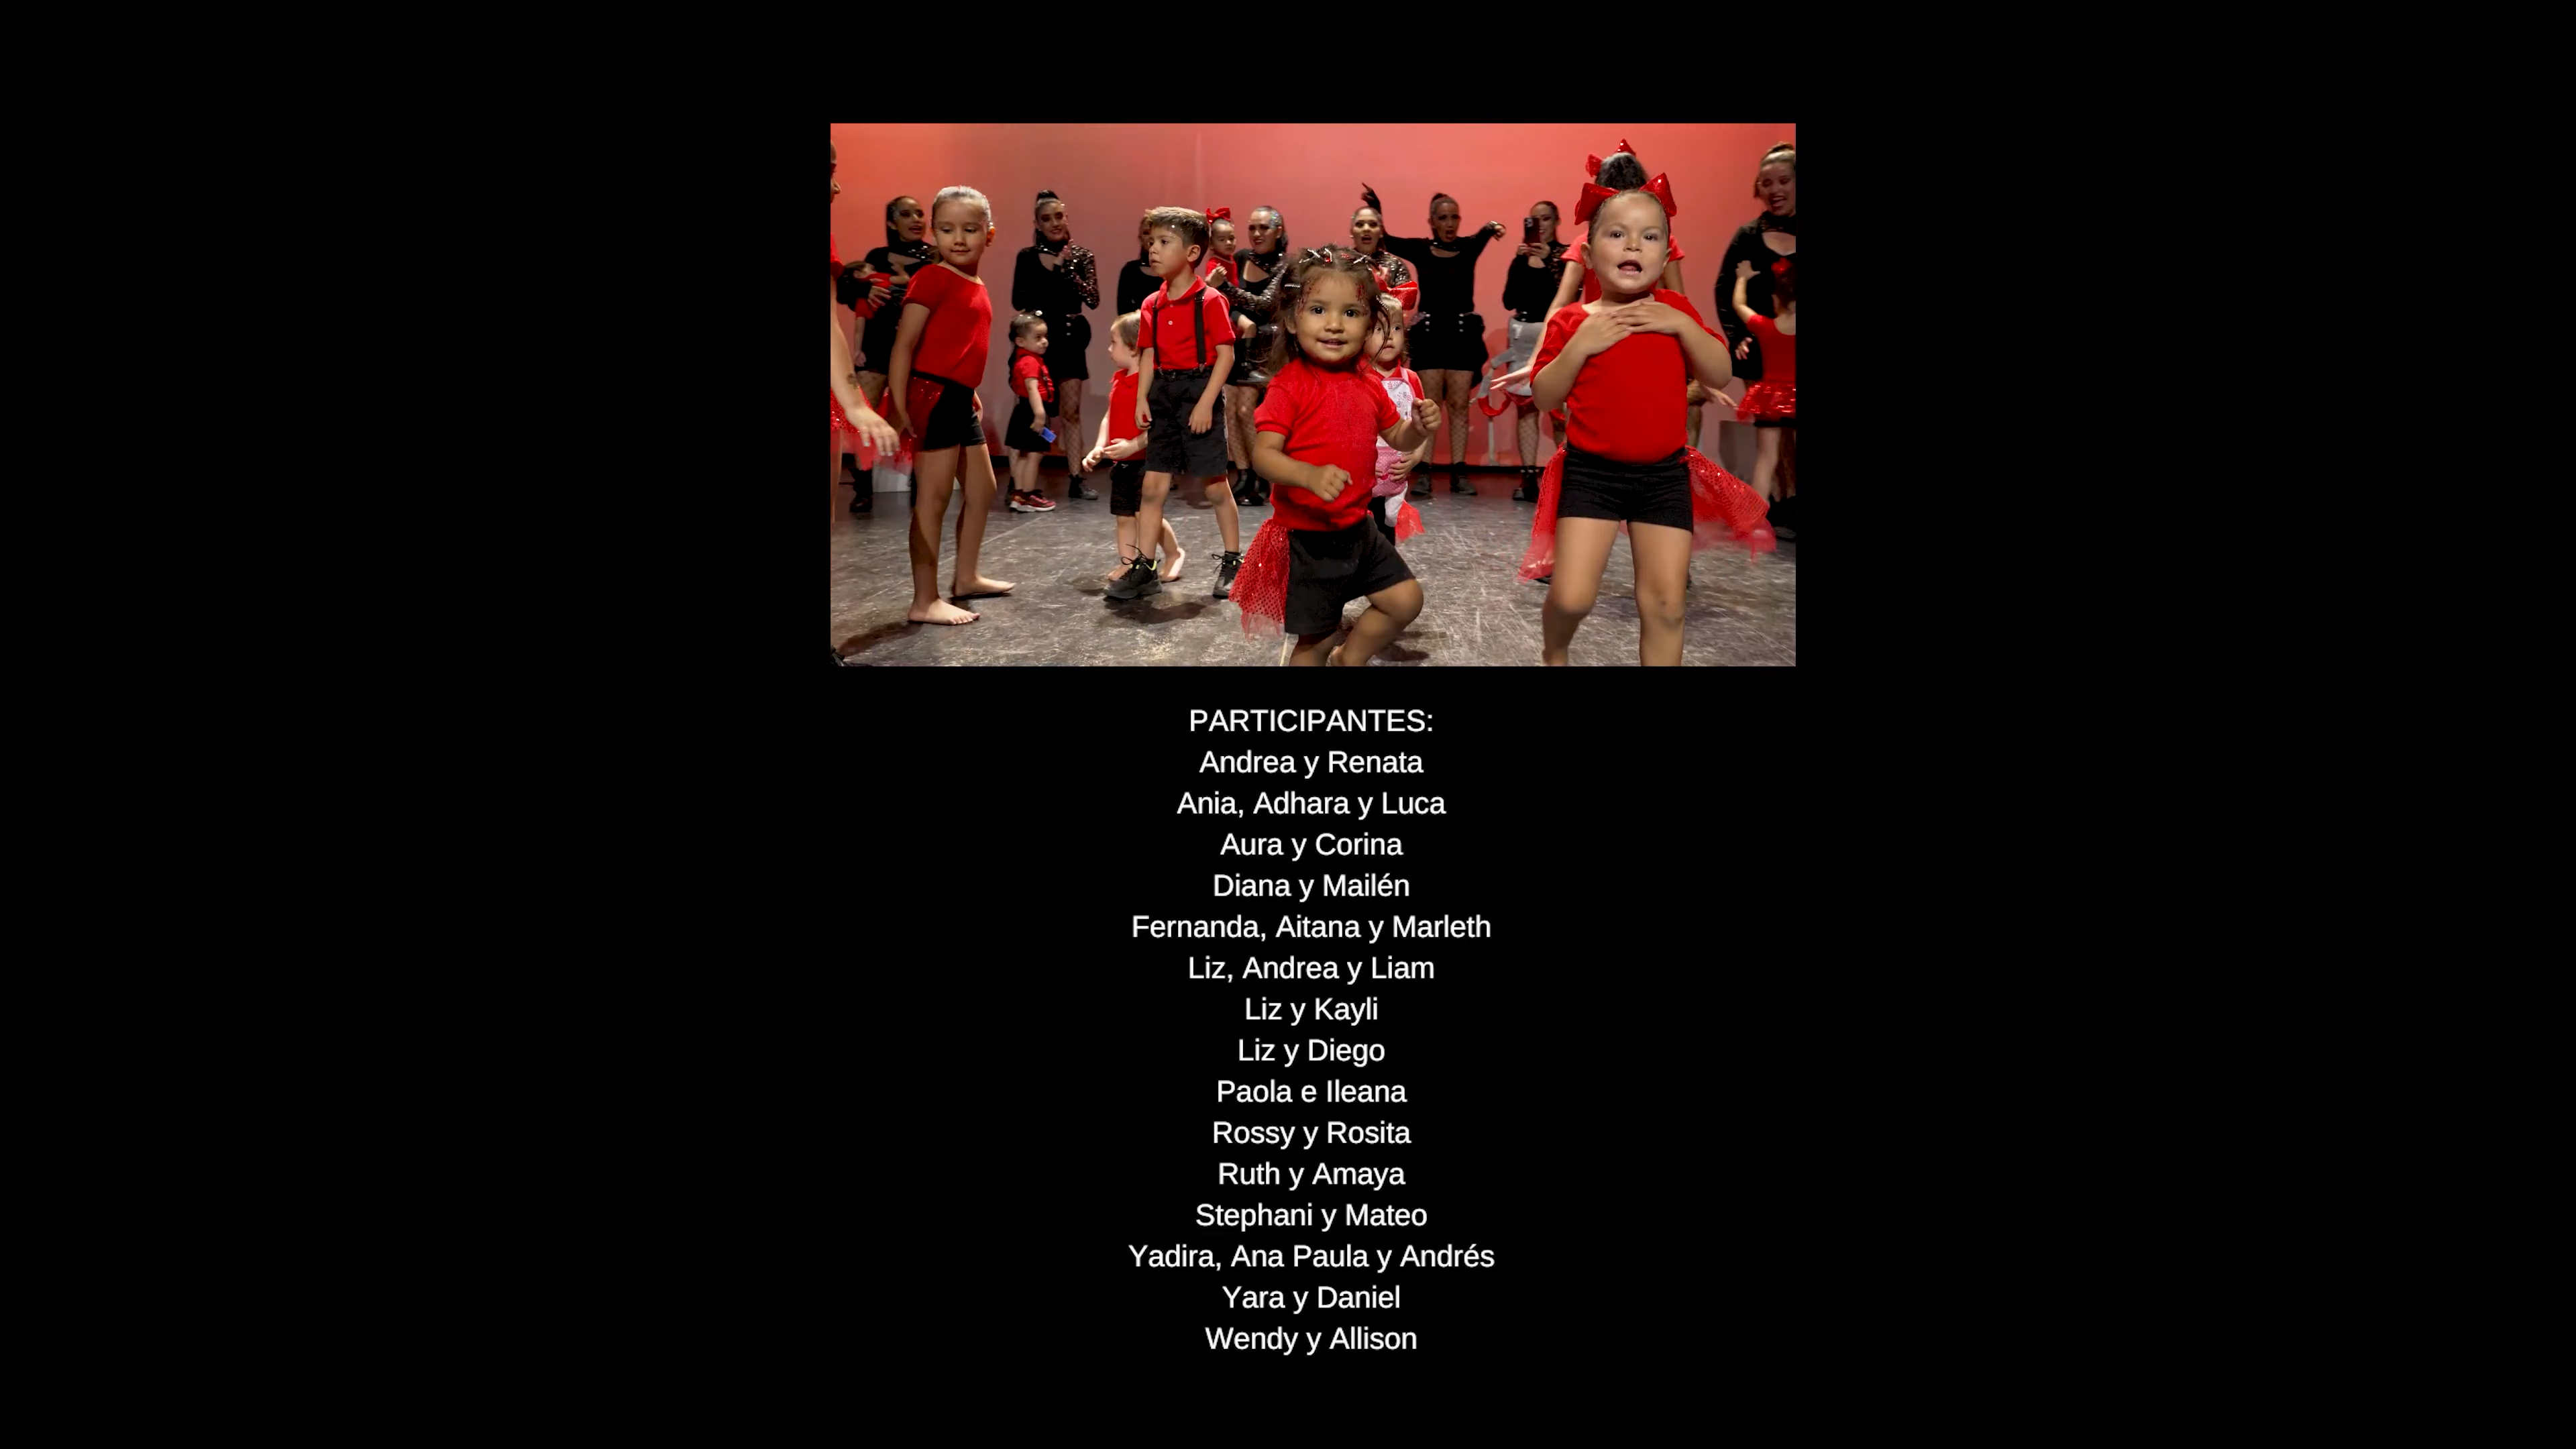 PARTICIPANTES:
Andrea y Renata
Ania, Adhara y Luca
Aura y Corina
Diana y Mailén
Fernanda, Aitana y Marleth
Liz, Andrea y Liam
Liz y Kayli
Liz y Diego
Paola e Ileana
Rossy y Rosita
Ruth y Amaya
Stephani y Mateo
Yadira, Ana Paula y Andrés
Yara y Daniel
Wendy y Allison